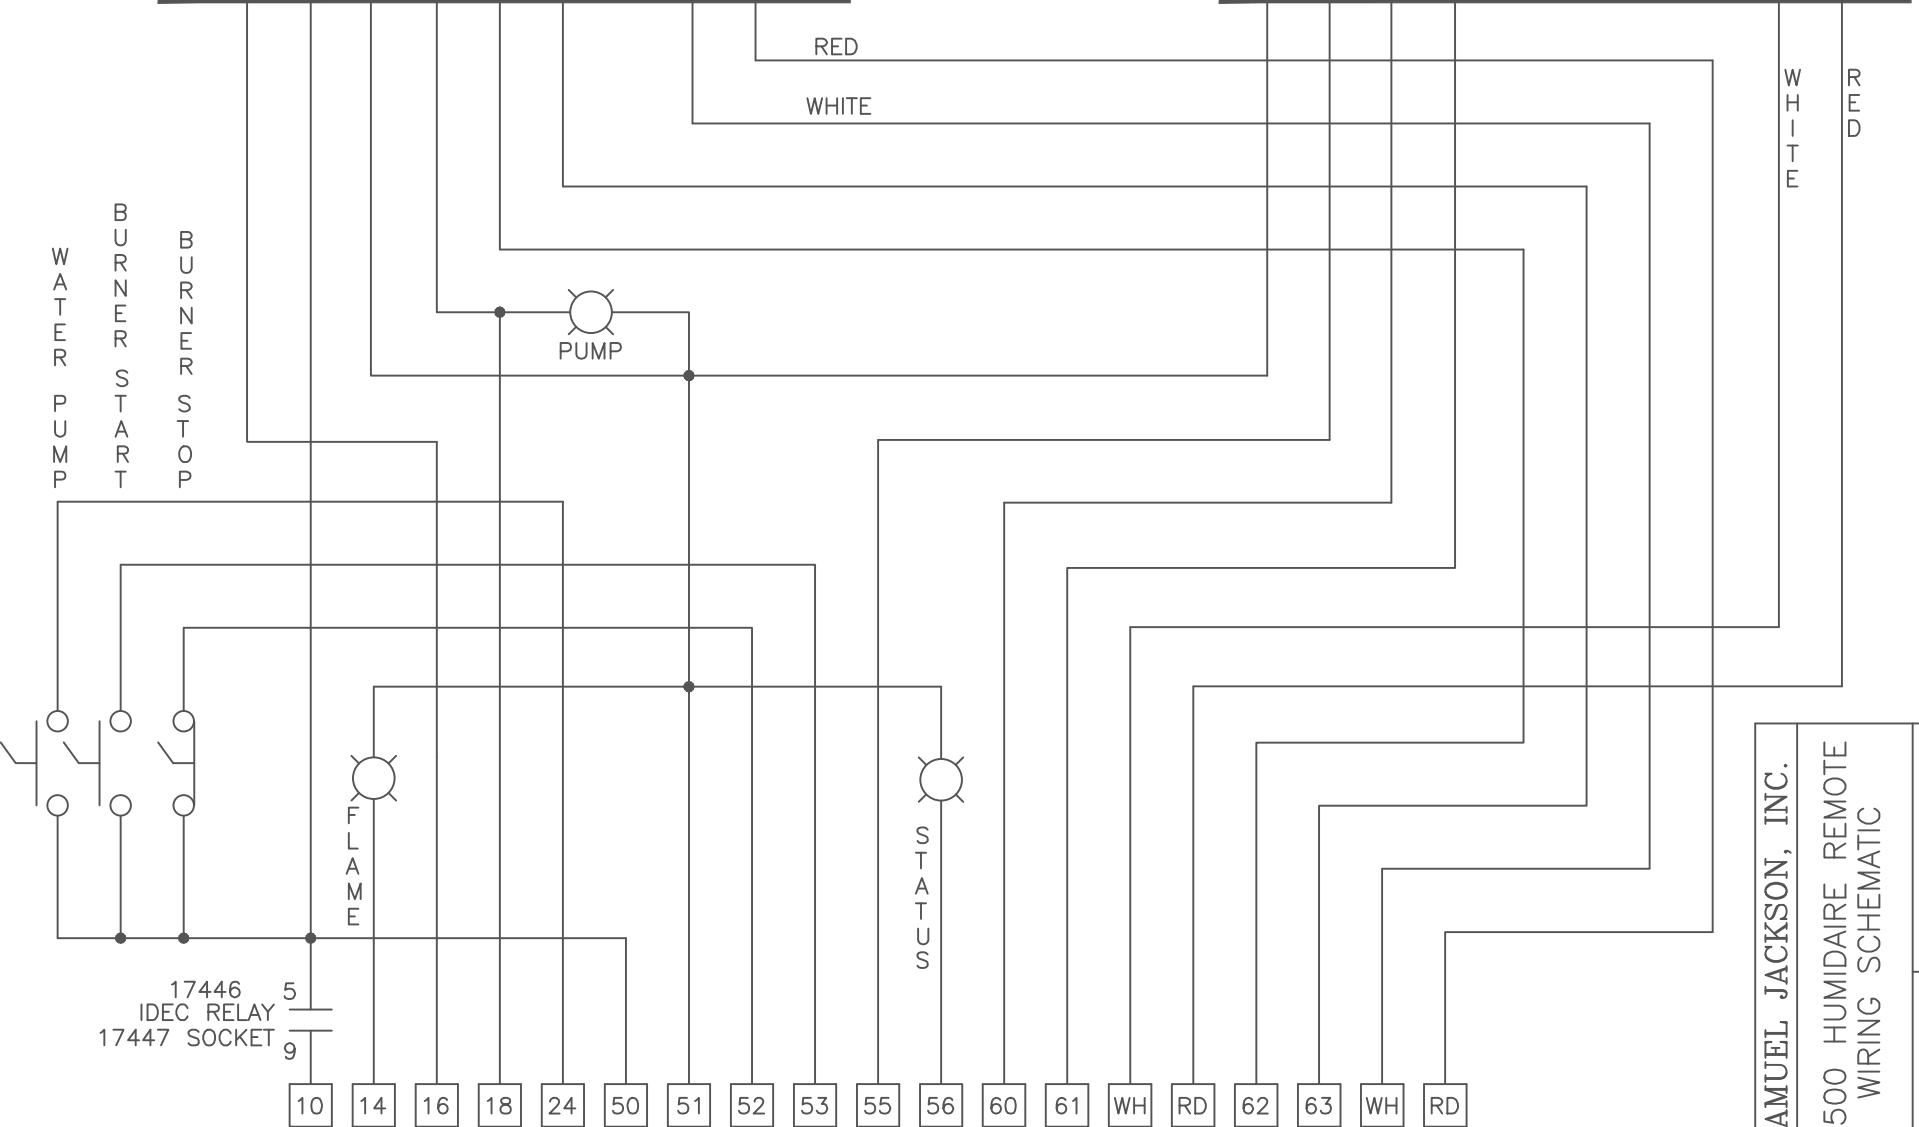 RED
WHITE
WHITE
RED
WATER PUMP
BURNER START
BURNER STOP
PUMP
FLAME
STATUS
17446 5
IDEC RELAY
17447 SOCKET
9
10 14 16 18 24 50 51 52 53 55 56 60 61 WH RD 62 63 WH RD
AMUEL JACKSON, INC.
500 HUMIDAIRE REMOTE
WIRING SCHEMATIC